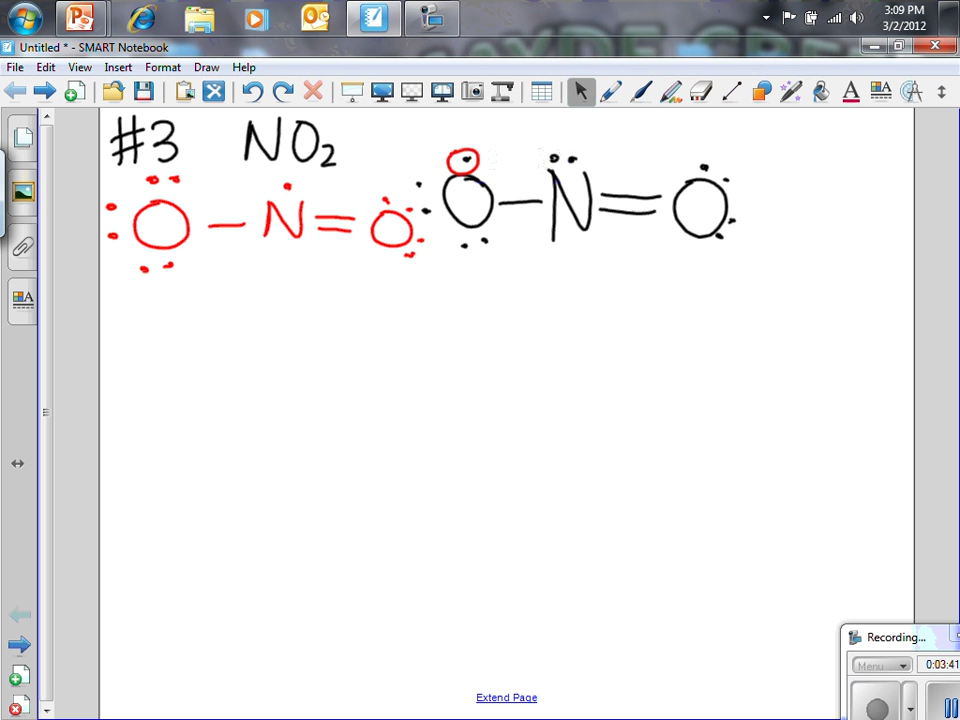 3:09 PM
3/2/2012
Untitled * - SMART Notebook
File Edit View Insert Format Draw Help
#3 NO₂
O – N = O
O – N = O
Recording...
Menu 0:03:41
Extend Page